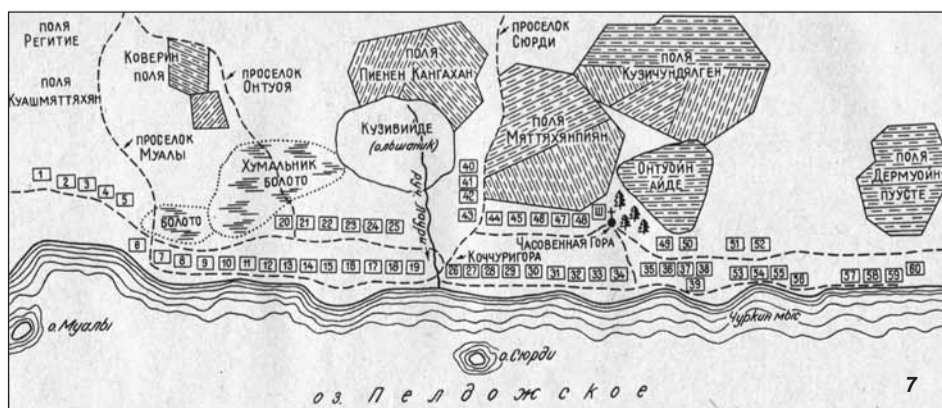 ПОЛЯ
РЕГИТИЕ
ПОЛЯ
КУАШМЯТТЯХЯН
КОВЕРИН
ПОЛЯ
ПРОСЕЛОК
ОНТУОЯ
ПРОСЕЛОК
МУАЛЫ
ПОЛЯ
ПИЕНЕН КАНГАХАН
ПРОСЕЛОК
СЮРДИ
ПОЛЯ
КУЗИЧУНДЯЛГЕН
ПОЛЯ
МЯТТЯХЯНПИЯН
КУЗИВИЙДЕ
(ольшаник)
ХУМАЛЬНИК
БОЛОТО
БОЛОТО
ОНТУОЙН
АЙДЕ
ПОЛЯ
ДЕРМУОЙН
ПУСТЕ
руч.
1 2 3 4 5
6
7 8 9 10 11 12 13 14 15 16 17 18 19
20 21 22 23 24 25
26 27 28 29 30 31 32 33 34
35 36 37 38
39
40
41
42
43
44 45 46 47 48 Ш
49 50 51 52
53 54 55 56
57 58 59 60
ЧАСОВЕННАЯ ГОРА
КОЧЧУРИГОРА
Чуркин мыс
о. Муалы
о. Сюрди
оз. Пелдожское
7